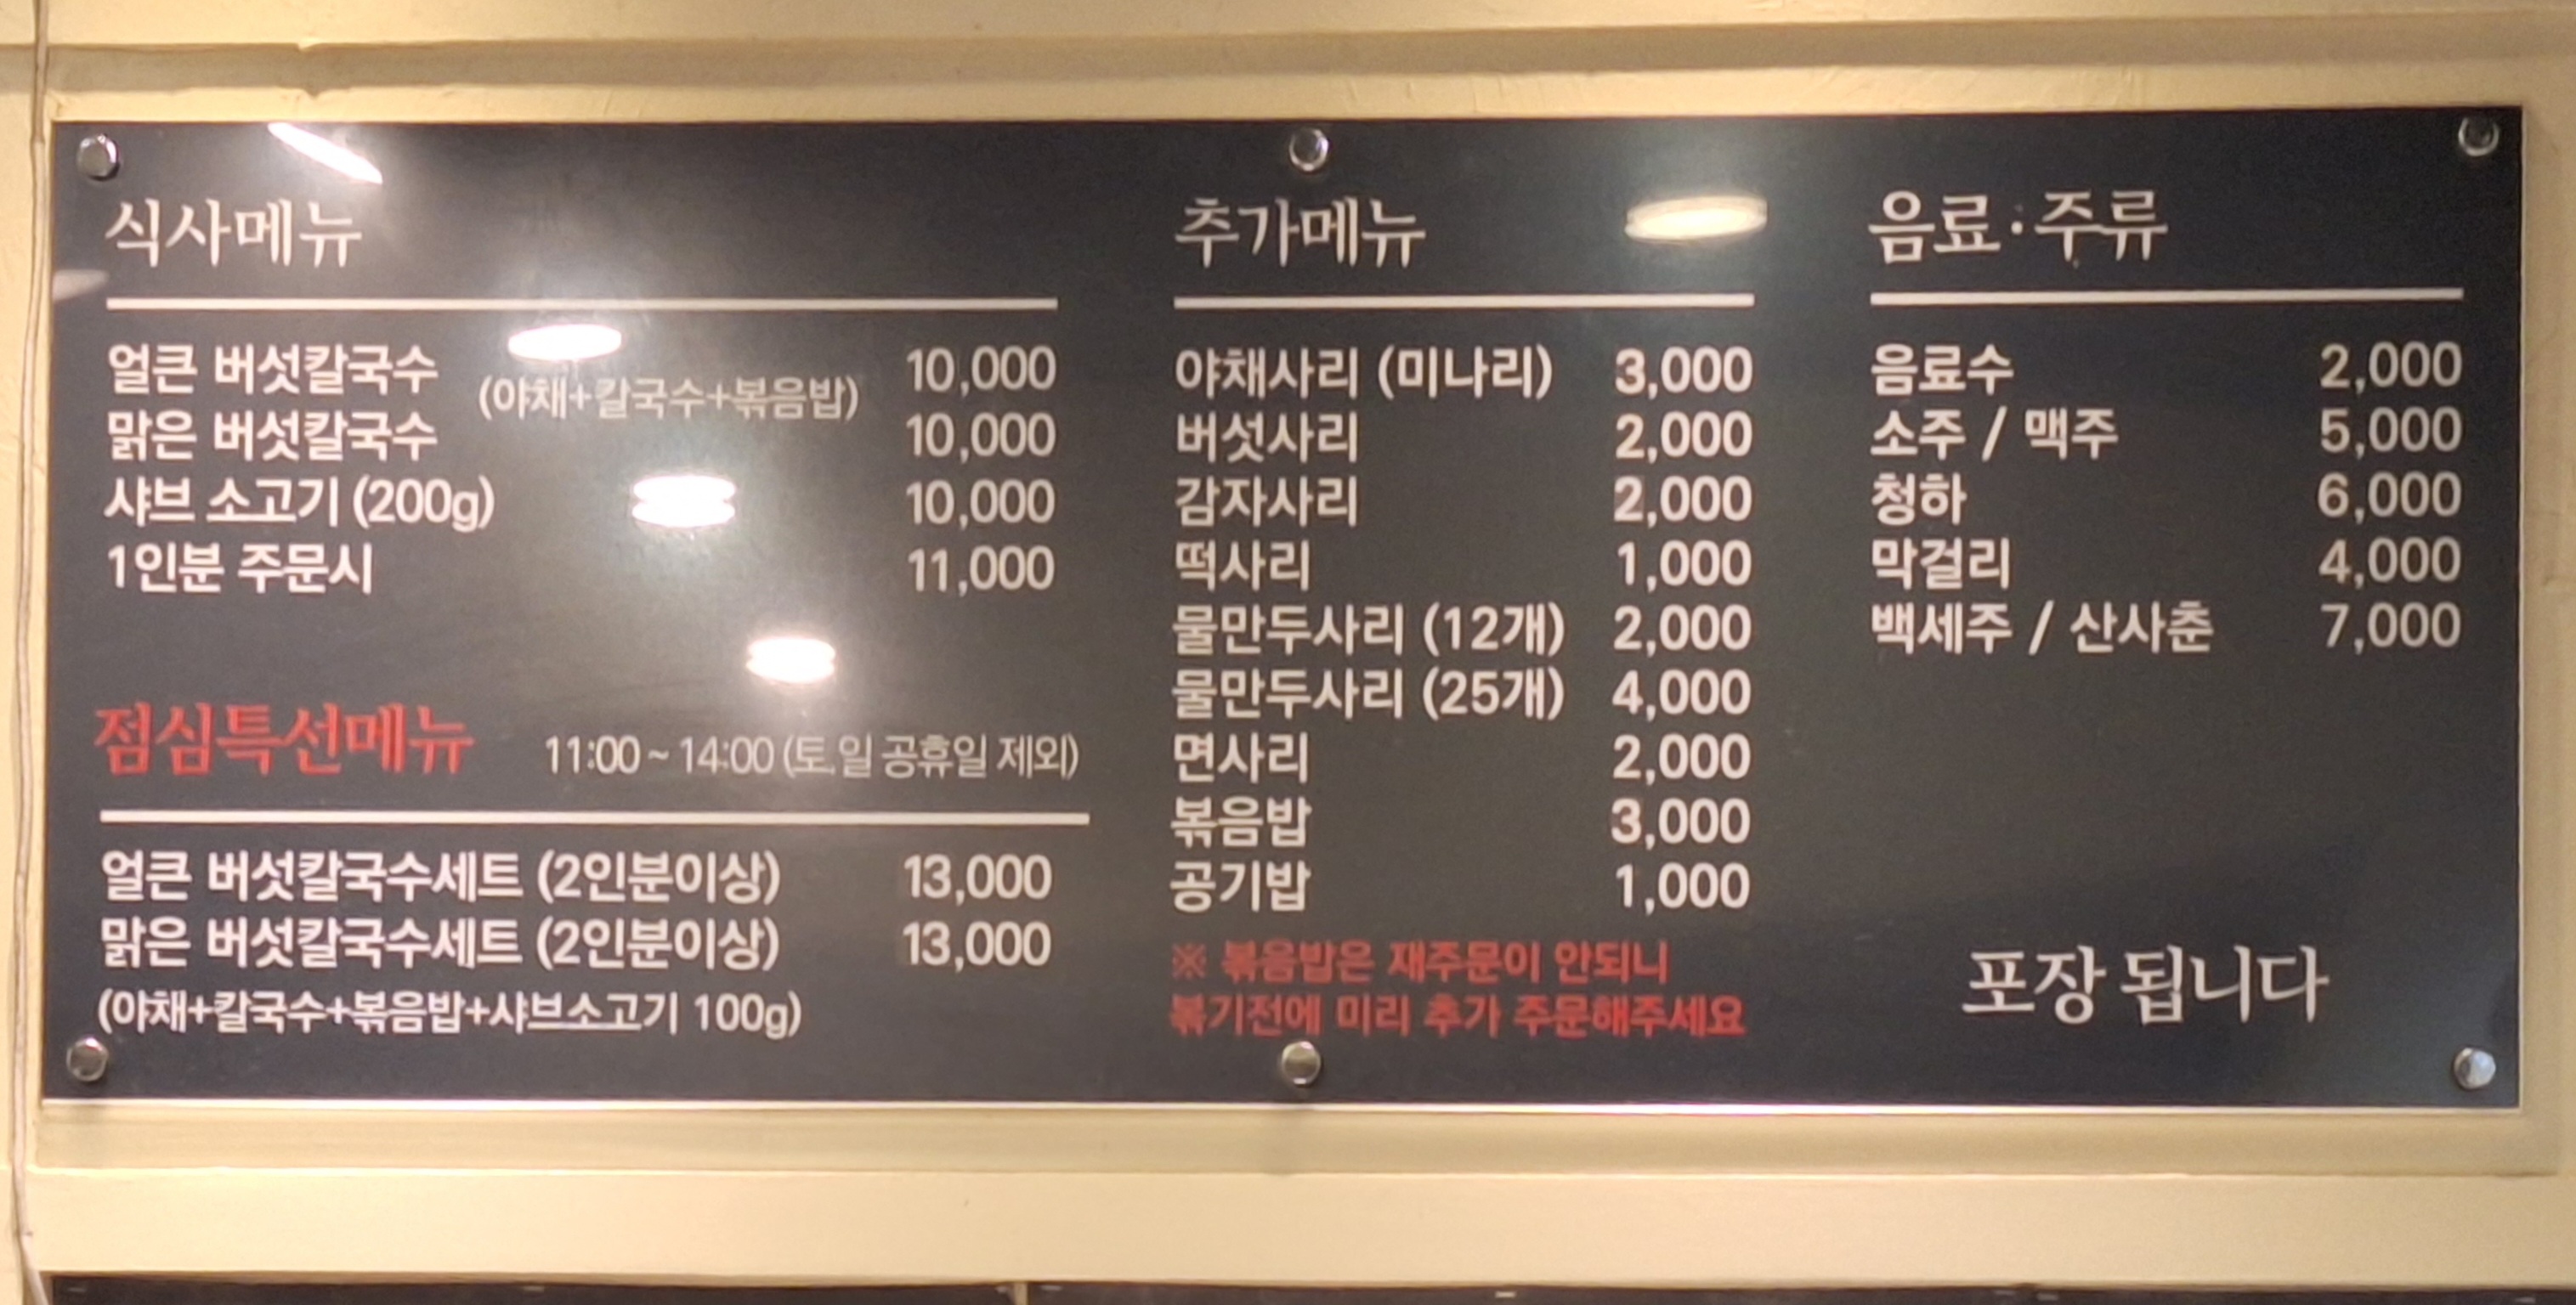 식사메뉴
얼큰 버섯칼국수 10,000
(야채+칼국수+볶음밥)
맑은 버섯칼국수 10,000
샤브 소고기 (200g) 10,000
1인분 주문시 11,000
점심특선메뉴 11:00 ~ 14:00 (토,일 공휴일 제외)
얼큰 버섯칼국수세트 (2인분이상) 13,000
맑은 버섯칼국수세트 (2인분이상) 13,000
(야채+칼국수+볶음밥+샤브소고기 100g)
추가메뉴
야채사리 (미나리) 3,000
버섯사리 2,000
감자사리 2,000
떡사리 1,000
물만두사리 (12개) 2,000
물만두사리 (25개) 4,000
면사리 2,000
볶음밥 3,000
공기밥 1,000
※ 볶음밥은 재주문이 안되니
볶기전에 미리 추가 주문해주세요
음료·주류
음료수 2,000
소주 / 맥주 5,000
청하 6,000
막걸리 4,000
백세주 / 산사춘 7,000
포장 됩니다